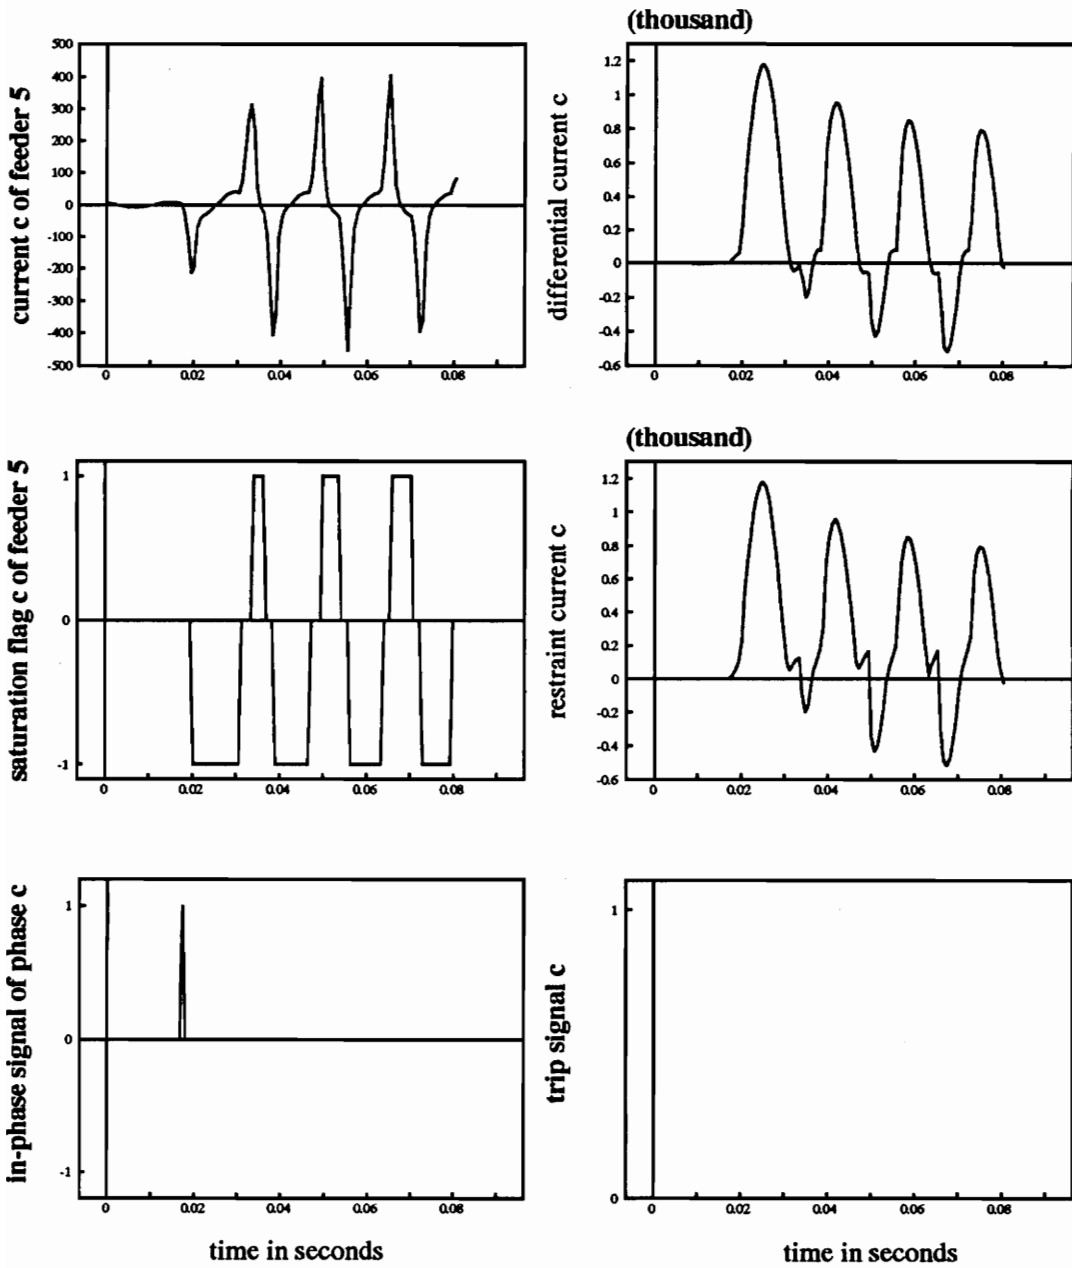 current c of feeder 5
500
400
300
200
100
0
-100
-200
-300
-400
-500
0 0.02 0.04 0.06 0.08
(thousand)
differential current c
1.2
1
0.8
0.6
0.4
0.2
0
-0.2
-0.4
-0.6
0 0.02 0.04 0.06 0.08
saturation flag c of feeder 5
1
0
-1
0 0.02 0.04 0.06 0.08
(thousand)
restraint current c
1.2
1
0.8
0.6
0.4
0.2
0
-0.2
-0.4
-0.6
0 0.02 0.04 0.06 0.08
in-phase signal of phase c
1
0
-1
0 0.02 0.04 0.06 0.08
time in seconds
trip signal c
1
0
0 0.02 0.04 0.06 0.08
time in seconds